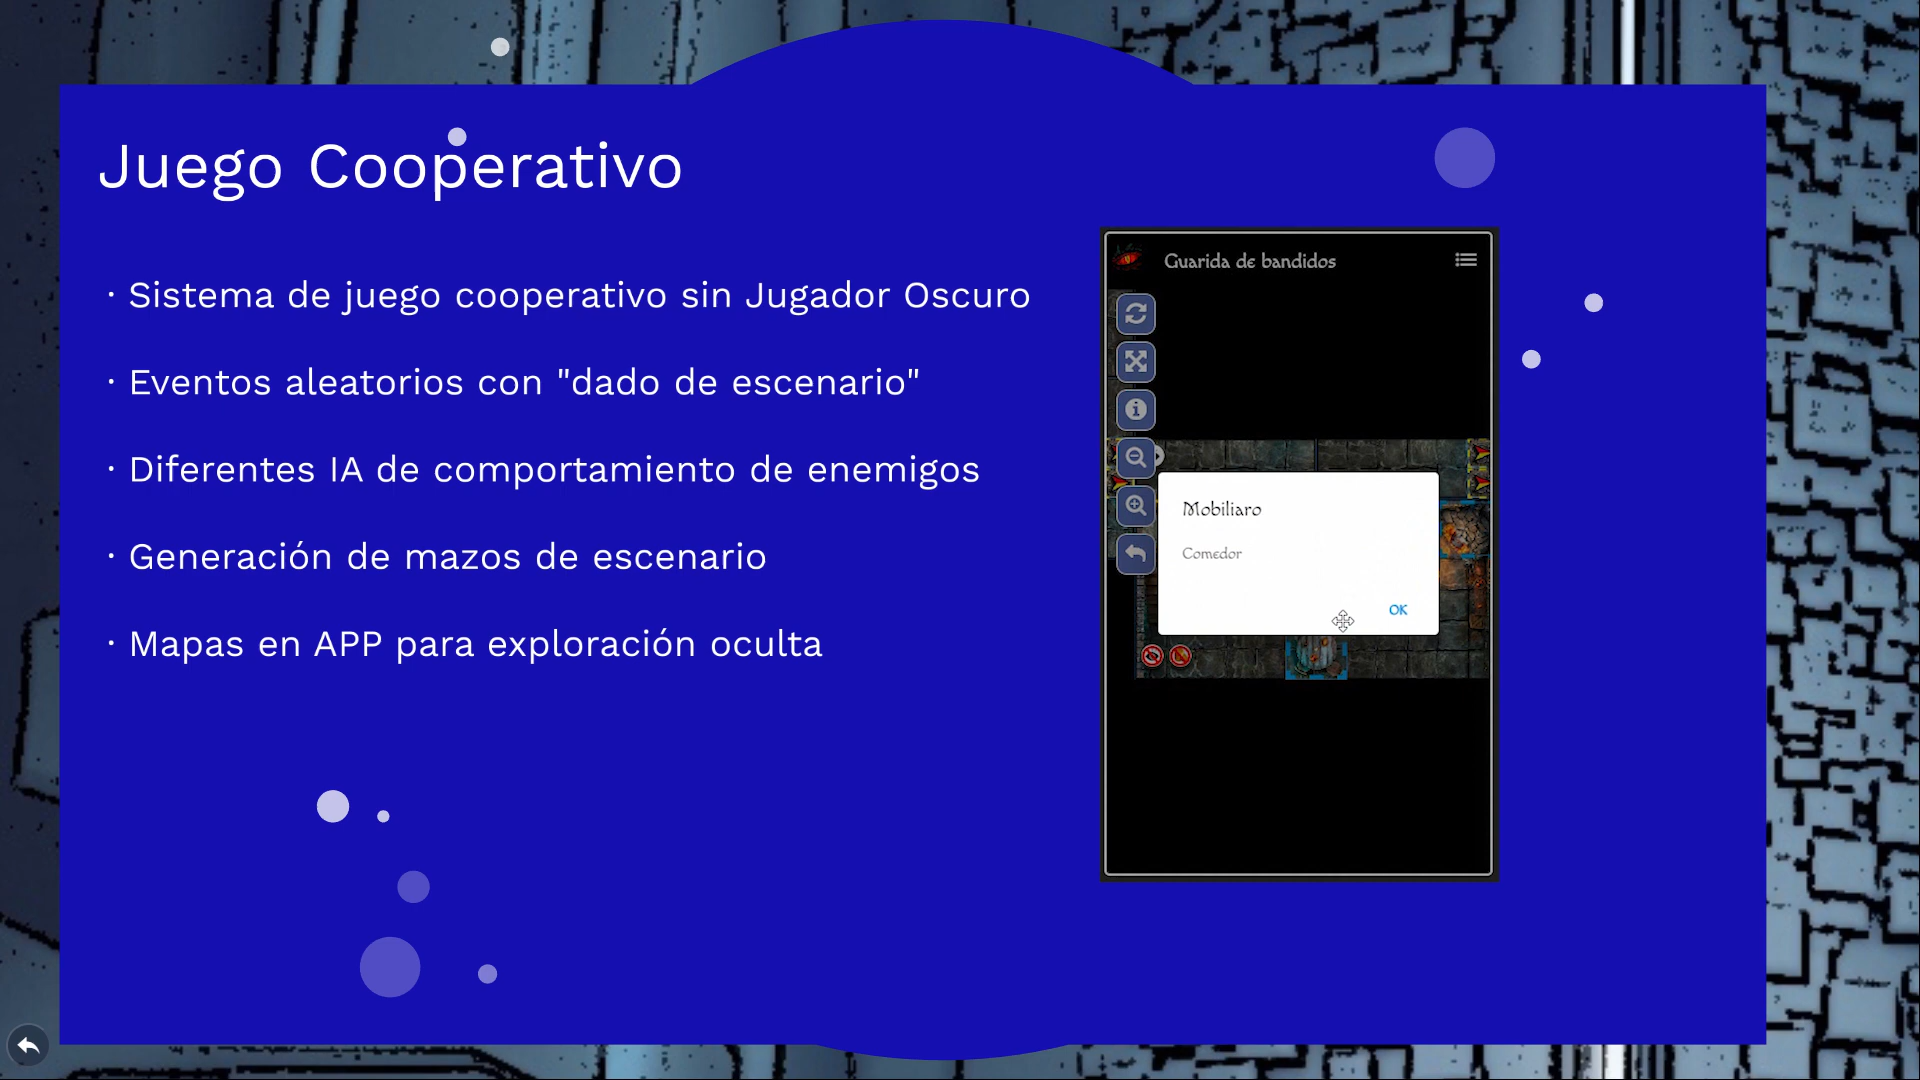 Juego Cooperativo
· Sistema de juego cooperativo sin Jugador Oscuro
· Eventos aleatorios con "dado de escenario"
· Diferentes IA de comportamiento de enemigos
· Generación de mazos de escenario
· Mapas en APP para exploración oculta
Guarida de bandidos
Mobiliaro
Comedor
OK